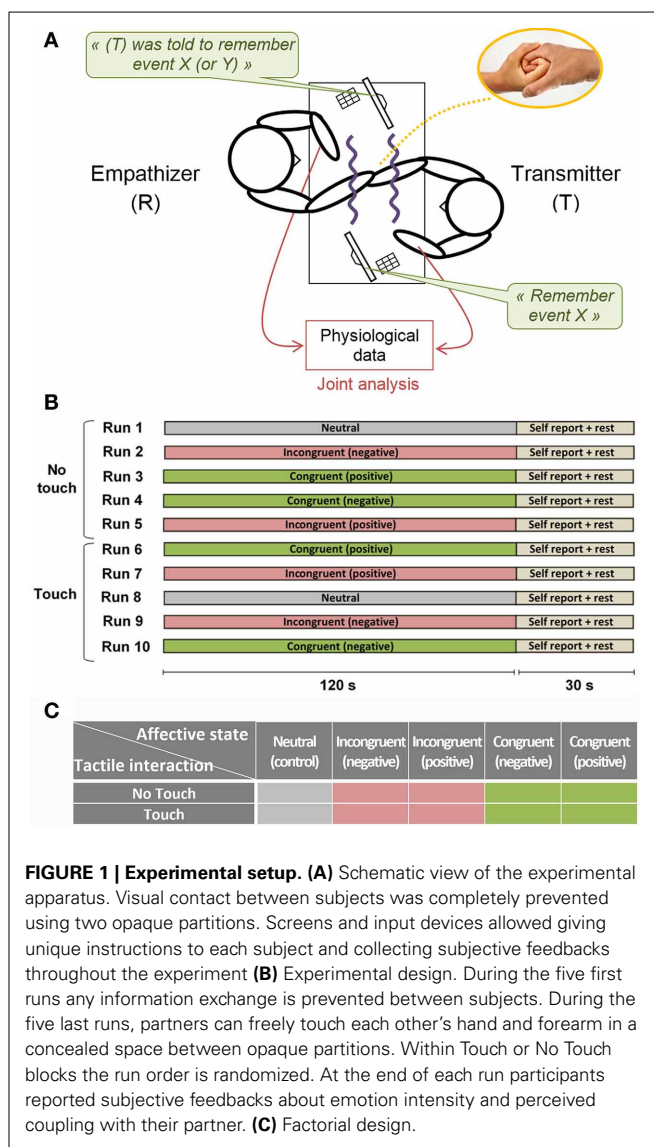 A
« (T) was told to remember
event X (or Y) »
Empathizer
(R)
Transmitter
(T)
« Remember
event X »
Physiological
data
Joint analysis
B
No
touch
Run 1 Neutral Self report + rest
Run 2 Incongruent (negative) Self report + rest
Run 3 Congruent (positive) Self report + rest
Run 4 Congruent (negative) Self report + rest
Run 5 Incongruent (positive) Self report + rest
Touch
Run 6 Congruent (positive) Self report + rest
Run 7 Incongruent (positive) Self report + rest
Run 8 Neutral Self report + rest
Run 9 Incongruent (negative) Self report + rest
Run 10 Congruent (negative) Self report + rest
120 s 30 s
C
Affective state
Tactile interaction
Neutral
(control)
Incongruent
(negative)
Incongruent
(positive)
Congruent
(negative)
Congruent
(positive)
No Touch
Touch
FIGURE 1 | Experimental setup. (A) Schematic view of the experimental
apparatus. Visual contact between subjects was completely prevented
using two opaque partitions. Screens and input devices allowed giving
unique instructions to each subject and collecting subjective feedbacks
throughout the experiment (B) Experimental design. During the five first
runs any information exchange is prevented between subjects. During the
five last runs, partners can freely touch each other's hand and forearm in a
concealed space between opaque partitions. Within Touch or No Touch
blocks the run order is randomized. At the end of each run participants
reported subjective feedbacks about emotion intensity and perceived
coupling with their partner. (C) Factorial design.